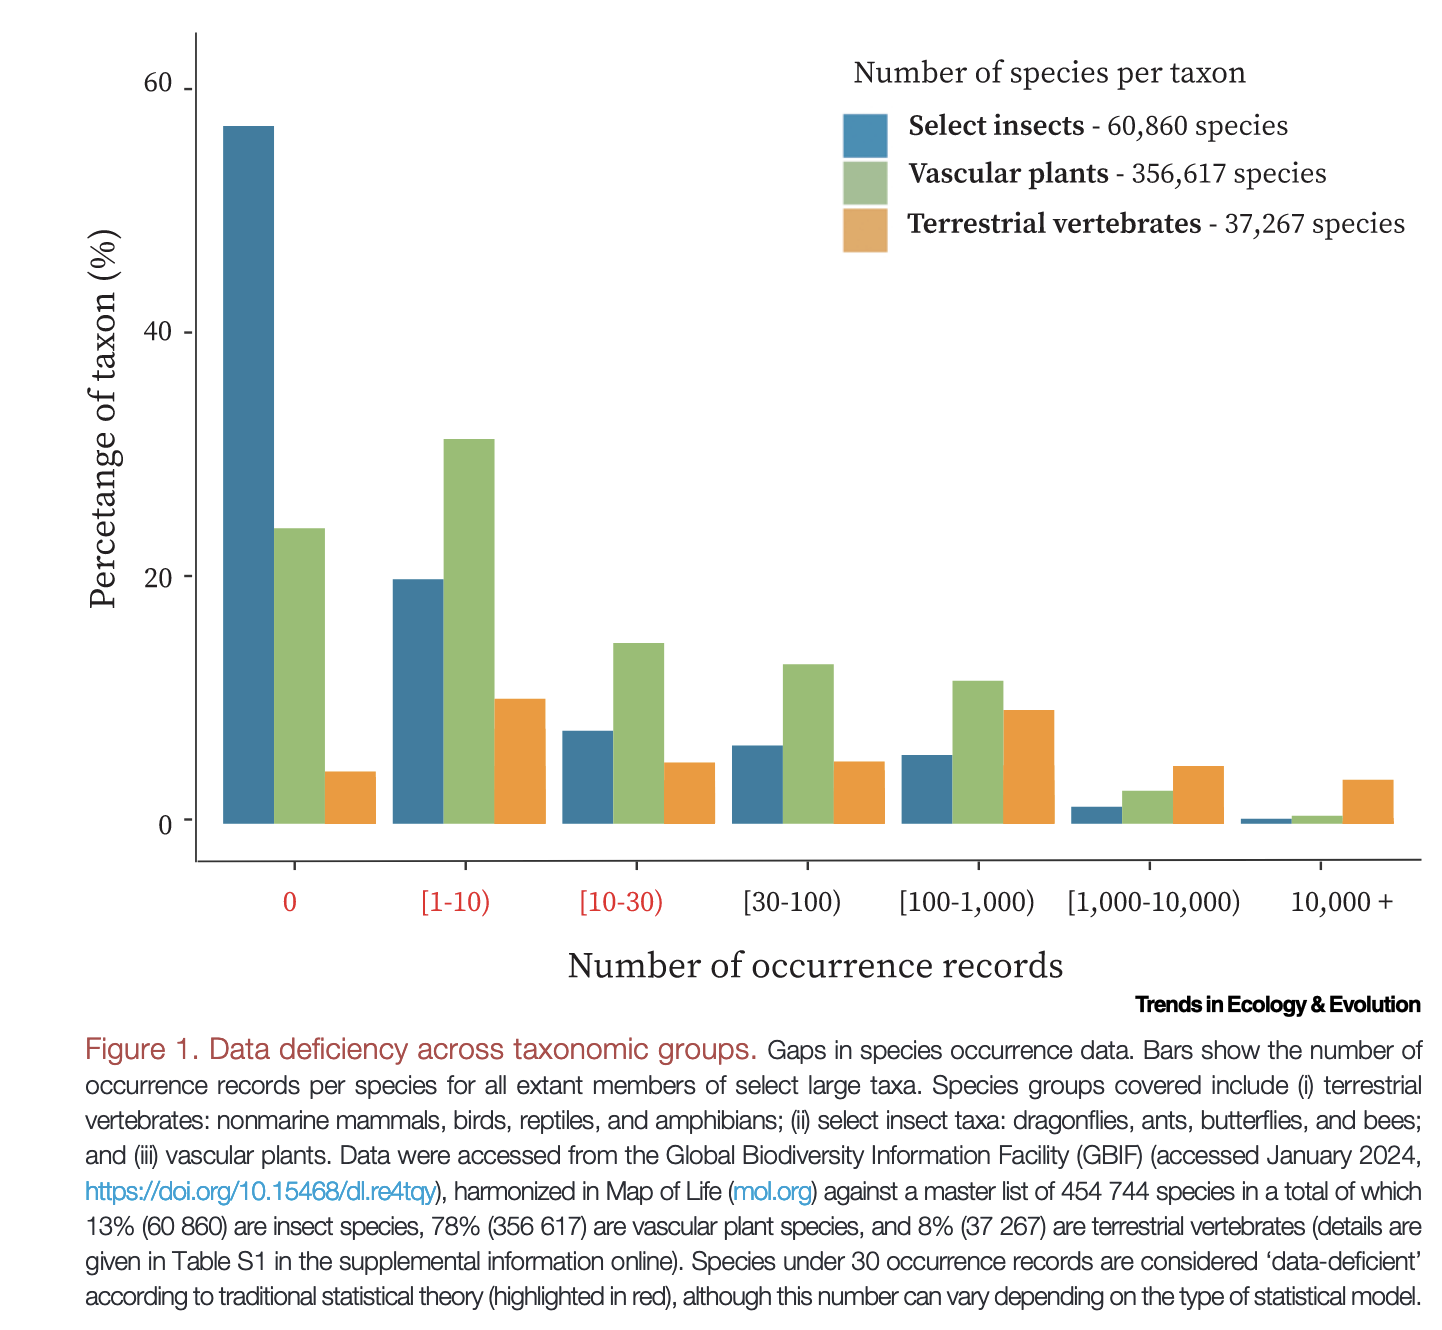 60
40
20
0
Percetange of taxon (%)
Number of species per taxon
Select insects - 60,860 species
Vascular plants - 356,617 species
Terrestrial vertebrates - 37,267 species
0 [1-10) [10-30) [30-100) [100-1,000) [1,000-10,000) 10,000 +
Number of occurrence records
Trends in Ecology & Evolution
Figure 1. Data deficiency across taxonomic groups. Gaps in species occurrence data. Bars show the number of
occurrence records per species for all extant members of select large taxa. Species groups covered include (i) terrestrial
vertebrates: nonmarine mammals, birds, reptiles, and amphibians; (ii) select insect taxa: dragonflies, ants, butterflies, and bees;
and (iii) vascular plants. Data were accessed from the Global Biodiversity Information Facility (GBIF) (accessed January 2024,
https://doi.org/10.15468/dl.re4tqy), harmonized in Map of Life (mol.org) against a master list of 454 744 species in a total of which
13% (60 860) are insect species, 78% (356 617) are vascular plant species, and 8% (37 267) are terrestrial vertebrates (details are
given in Table S1 in the supplemental information online). Species under 30 occurrence records are considered ‘data-deficient’
according to traditional statistical theory (highlighted in red), although this number can vary depending on the type of statistical model.